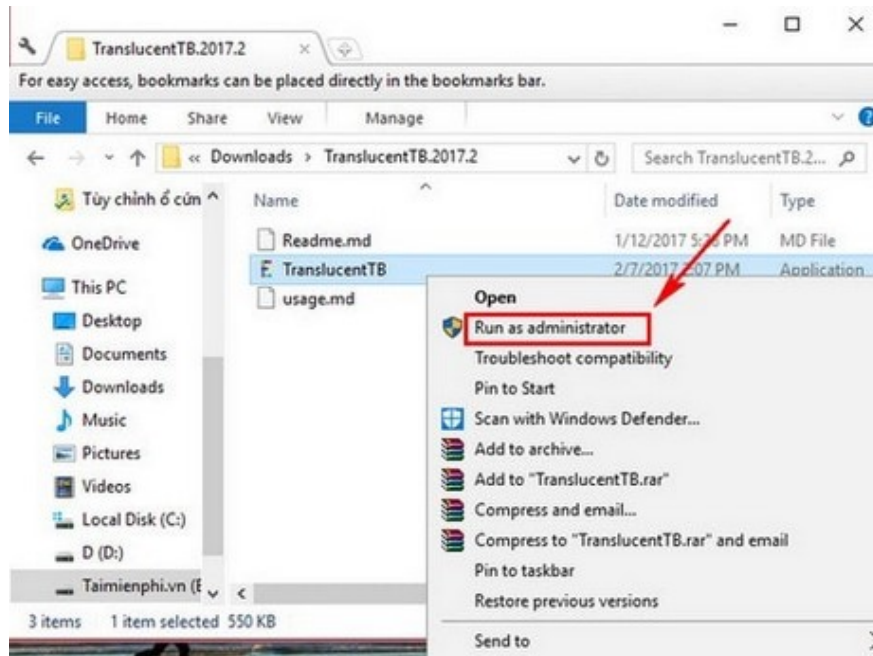 TranslucentTB.2017.2
For easy access, bookmarks can be placed directly in the bookmarks bar.
File Home Share View Manage
« Downloads › TranslucentTB.2017.2 Search TranslucentTB.2...
Name Date modified Type
Tùy chỉnh ổ cứn
OneDrive
This PC
Desktop
Documents
Downloads
Music
Pictures
Videos
Local Disk (C:)
D (D:)
Taimienphi.vn (E
Readme.md 1/12/2017 PM MD File
TranslucentTB 2/7/2017 2:07 PM Application
usage.md
Open
Run as administrator
Troubleshoot compatibility
Pin to Start
Scan with Windows Defender...
Add to archive...
Add to "TranslucentTB.rar"
Compress and email...
Compress to "TranslucentTB.rar" and email
Pin to taskbar
Restore previous versions
Send to
3 items 1 item selected 550 KB